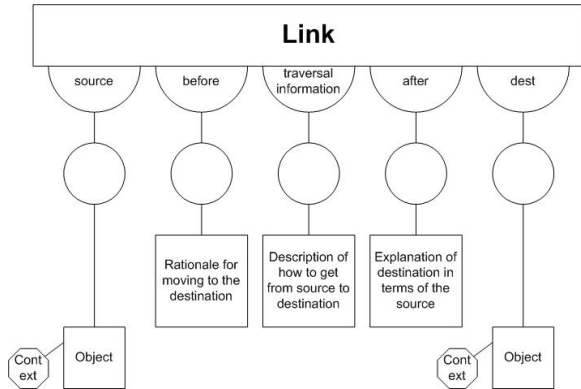 Link
source
before
traversal
information
after
dest
Rationale for
moving to the
destination
Description of
how to get
from source to
destination
Explanation of
destination in
terms of the
source
Cont
ext
Object
Cont
ext
Object